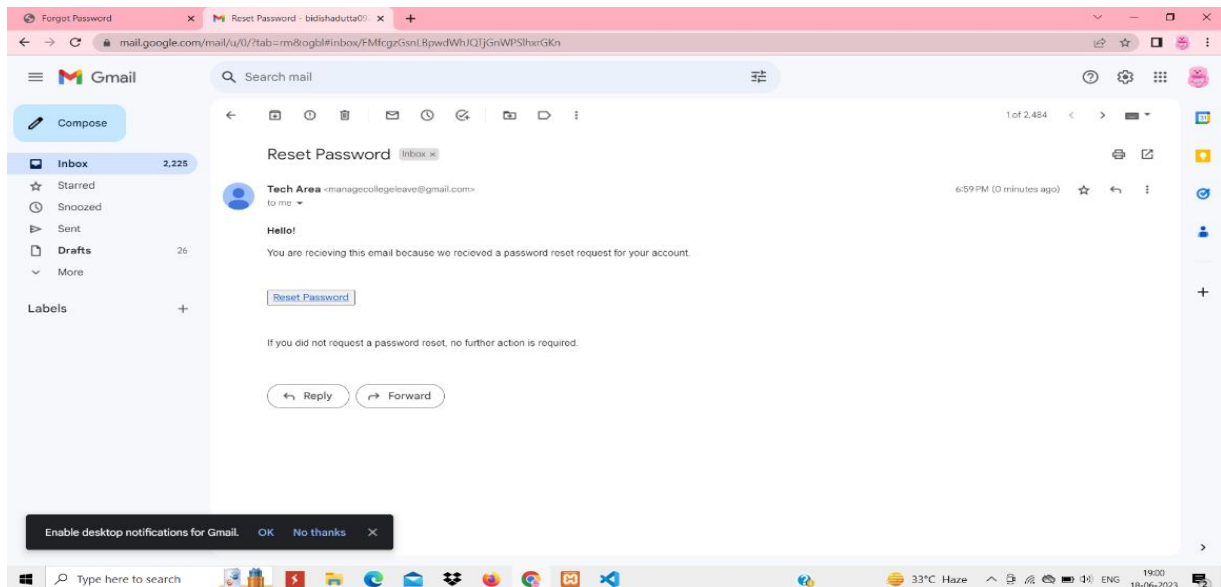 Forgot Password
Reset Password - bidishadutta09
mail.google.com/mail/u/0/?tab=rm&ogbl#inbox/
Gmail
Search mail
Compose
1 of 2,484
Reset Password Inbox x
Inbox 2,225
Starred
Tech Area <managecollegeleave@gmail.com>
6:59 PM (0 minutes ago)
to me
Snoozed
Sent
Hello!
Drafts 26
You are recieving this email because we recieved a password reset request for your account.
More
Reset Password
Labels
If you did not request a password reset, no further action is required.
Reply
Forward
Enable desktop notifications for Gmail. OK No thanks
Type here to search
33°C Haze
ENG
19:00
18-06-2023